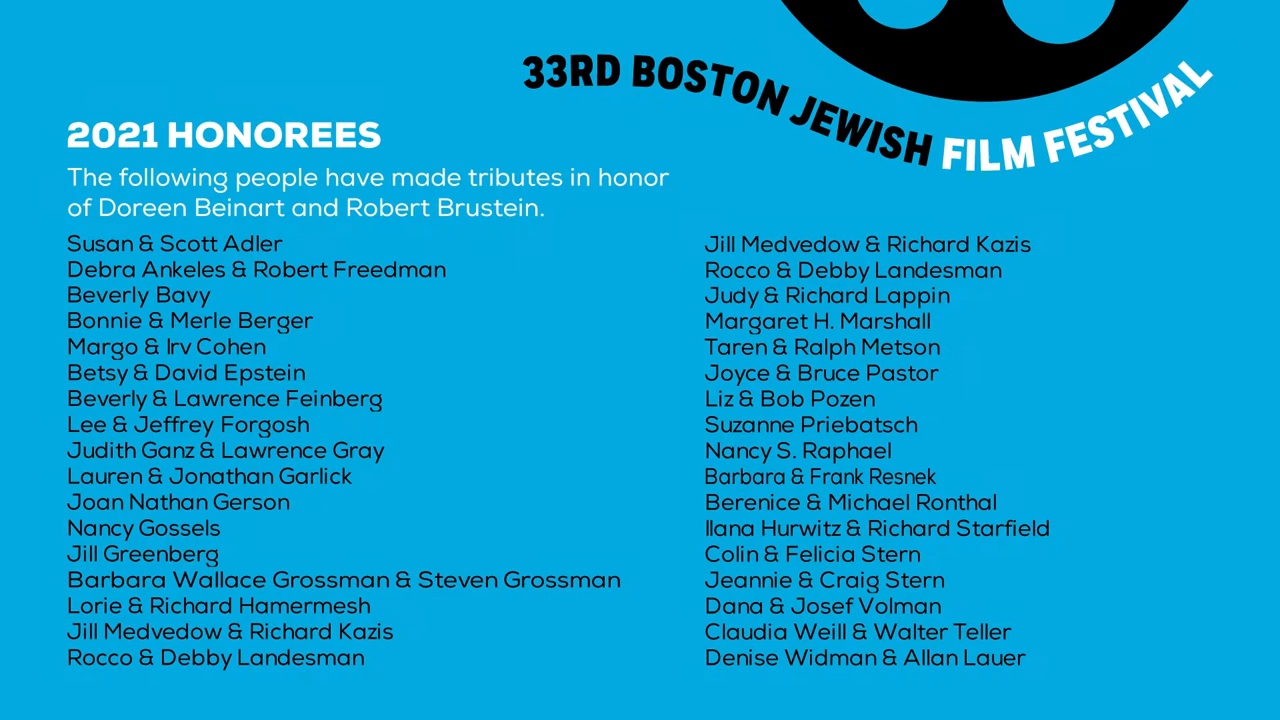 33RD BOSTON JEWISH FILM FESTIVAL
2021 HONOREES
The following people have made tributes in honor
of Doreen Beinart and Robert Brustein.
Susan & Scott Adler
Debra Ankeles & Robert Freedman
Beverly Bavy
Bonnie & Merle Berger
Margo & Irv Cohen
Betsy & David Epstein
Beverly & Lawrence Feinberg
Lee & Jeffrey Forgosh
Judith Ganz & Lawrence Gray
Lauren & Jonathan Garlick
Joan Nathan Gerson
Nancy Gossels
Jill Greenberg
Barbara Wallace Grossman & Steven Grossman
Lorie & Richard Hamermesh
Jill Medvedow & Richard Kazis
Rocco & Debby Landesman
Jill Medvedow & Richard Kazis
Rocco & Debby Landesman
Judy & Richard Lappin
Margaret H. Marshall
Taren & Ralph Metson
Joyce & Bruce Pastor
Liz & Bob Pozen
Suzanne Priebatsch
Nancy S. Raphael
Barbara & Frank Resnek
Berenice & Michael Ronthal
Ilana Hurwitz & Richard Starfield
Colin & Felicia Stern
Jeannie & Craig Stern
Dana & Josef Volman
Claudia Weill & Walter Teller
Denise Widman & Allan Lauer